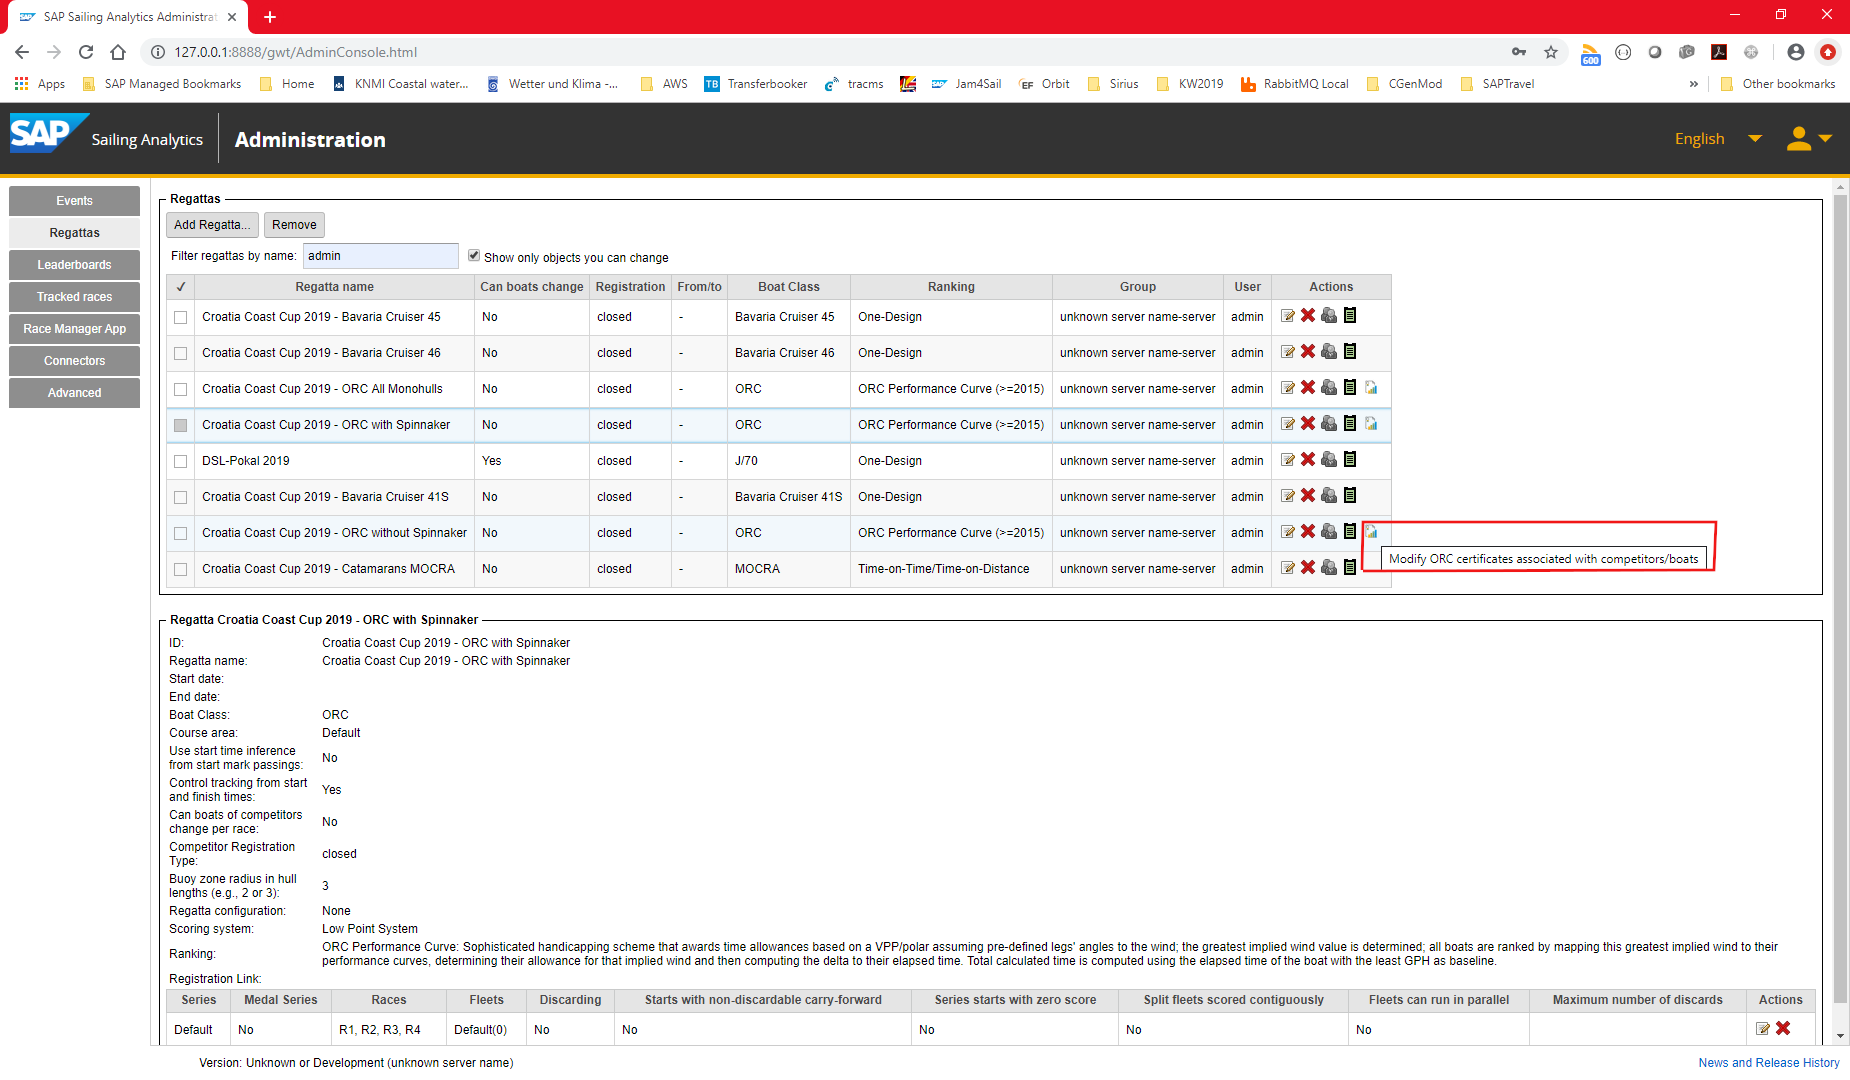 SAP Sailing Analytics Administrat
127.0.0.1:8888/gwt/AdminConsole.html
600
Apps SAP Managed Bookmarks Home KNMI Coastal water... Wetter und Klima -... AWS TB Transferbooker tracms Jam4Sail EF Orbit Sirius KW2019 RabbitMQ Local CGenMod SAPTravel » Other bookmarks
SAP Sailing Analytics Administration English
Events
Regattas
Leaderboards
Tracked races
Race Manager App
Connectors
Advanced
Regattas
Add Regatta... Remove
Filter regattas by name: admin Show only objects you can change
✓ Regatta name Can boats change Registration From/to Boat Class Ranking Group User Actions
Croatia Coast Cup 2019 - Bavaria Cruiser 45 No closed - Bavaria Cruiser 45 One-Design unknown server name-server admin
Croatia Coast Cup 2019 - Bavaria Cruiser 46 No closed - Bavaria Cruiser 46 One-Design unknown server name-server admin
Croatia Coast Cup 2019 - ORC All Monohulls No closed - ORC ORC Performance Curve (>=2015) unknown server name-server admin
Croatia Coast Cup 2019 - ORC with Spinnaker No closed - ORC ORC Performance Curve (>=2015) unknown server name-server admin
DSL-Pokal 2019 Yes closed - J/70 One-Design unknown server name-server admin
Croatia Coast Cup 2019 - Bavaria Cruiser 41S No closed - Bavaria Cruiser 41S One-Design unknown server name-server admin
Croatia Coast Cup 2019 - ORC without Spinnaker No closed - ORC ORC Performance Curve (>=2015) unknown server name-server admin
Modify ORC certificates associated with competitors/boats
Croatia Coast Cup 2019 - Catamarans MOCRA No closed - MOCRA Time-on-Time/Time-on-Distance unknown server name-server admin
Regatta Croatia Coast Cup 2019 - ORC with Spinnaker
ID: Croatia Coast Cup 2019 - ORC with Spinnaker
Regatta name: Croatia Coast Cup 2019 - ORC with Spinnaker
Start date:
End date:
Boat Class: ORC
Course area: Default
Use start time inference
from start mark passings: No
Control tracking from start
and finish times: Yes
Can boats of competitors
change per race: No
Competitor Registration
Type: closed
Buoy zone radius in hull
lengths (e.g., 2 or 3): 3
Regatta configuration: None
Scoring system: Low Point System
Ranking: ORC Performance Curve: Sophisticated handicapping scheme that awards time allowances based on a VPP/polar assuming pre-defined legs' angles to the wind; the greatest implied wind value is determined; all boats are ranked by mapping this greatest implied wind to their
performance curves, determining their allowance for that implied wind and then computing the delta to their elapsed time. Total calculated time is computed using the elapsed time of the boat with the least GPH as baseline.
Registration Link:
Series Medal Series Races Fleets Discarding Starts with non-discardable carry-forward Series starts with zero score Split fleets scored contiguously Fleets can run in parallel Maximum number of discards Actions
Default No R1, R2, R3, R4 Default(0) No No No No No
Version: Unknown or Development (unknown server name) News and Release History